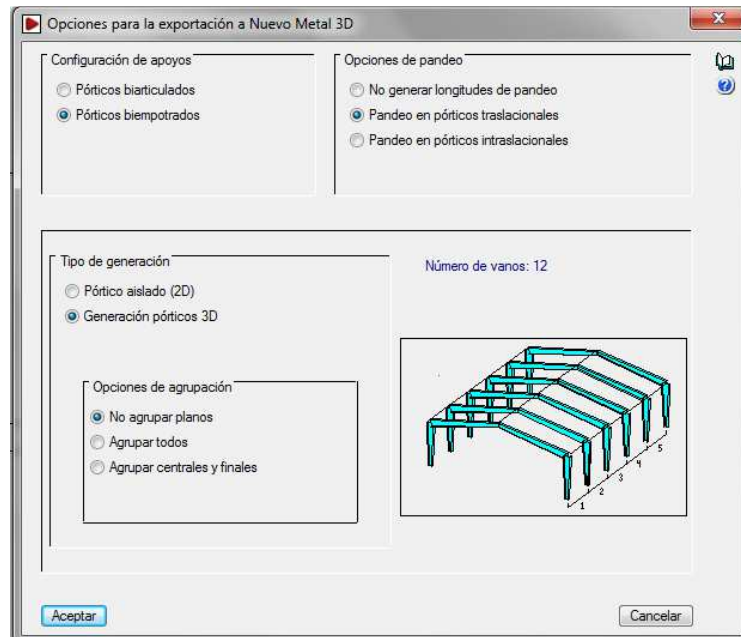 Opciones para la exportación a Nuevo Metal 3D
Configuración de apoyos
Pórticos biarticulados
Pórticos biempotrados
Opciones de pandeo
No generar longitudes de pandeo
Pandeo en pórticos traslacionales
Pandeo en pórticos intraslacionales
Tipo de generación
Pórtico aislado (2D)
Generación pórticos 3D
Opciones de agrupación
No agrupar planos
Agrupar todos
Agrupar centrales y finales
Número de vanos: 12
1
2
3
4
5
Aceptar
Cancelar